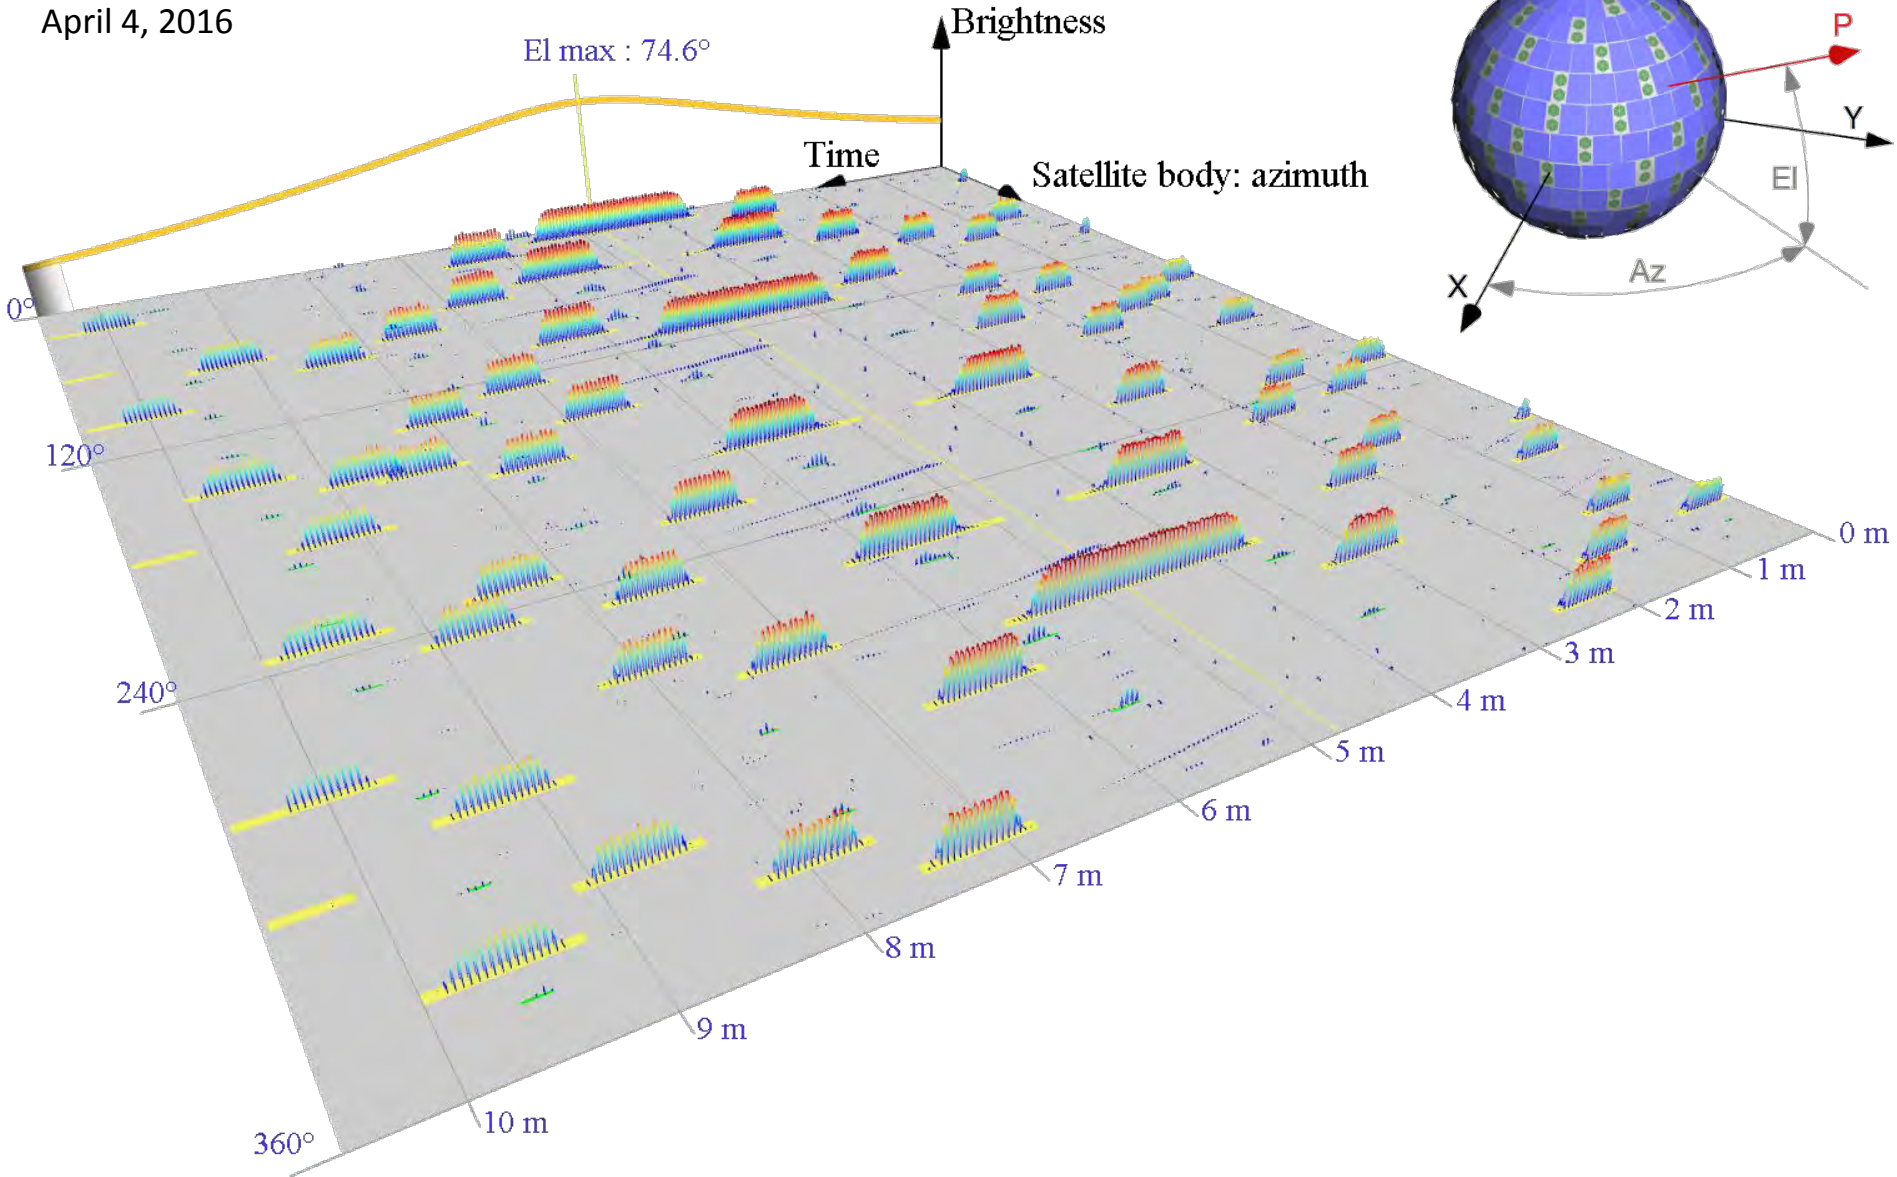 April 4, 2016
El max : 74.6°
Brightness
Time
Satellite body: azimuth
P
Y
El
Az
X
0°
120°
240°
360°
0 m
1 m
2 m
3 m
4 m
5 m
6 m
7 m
8 m
9 m
10 m